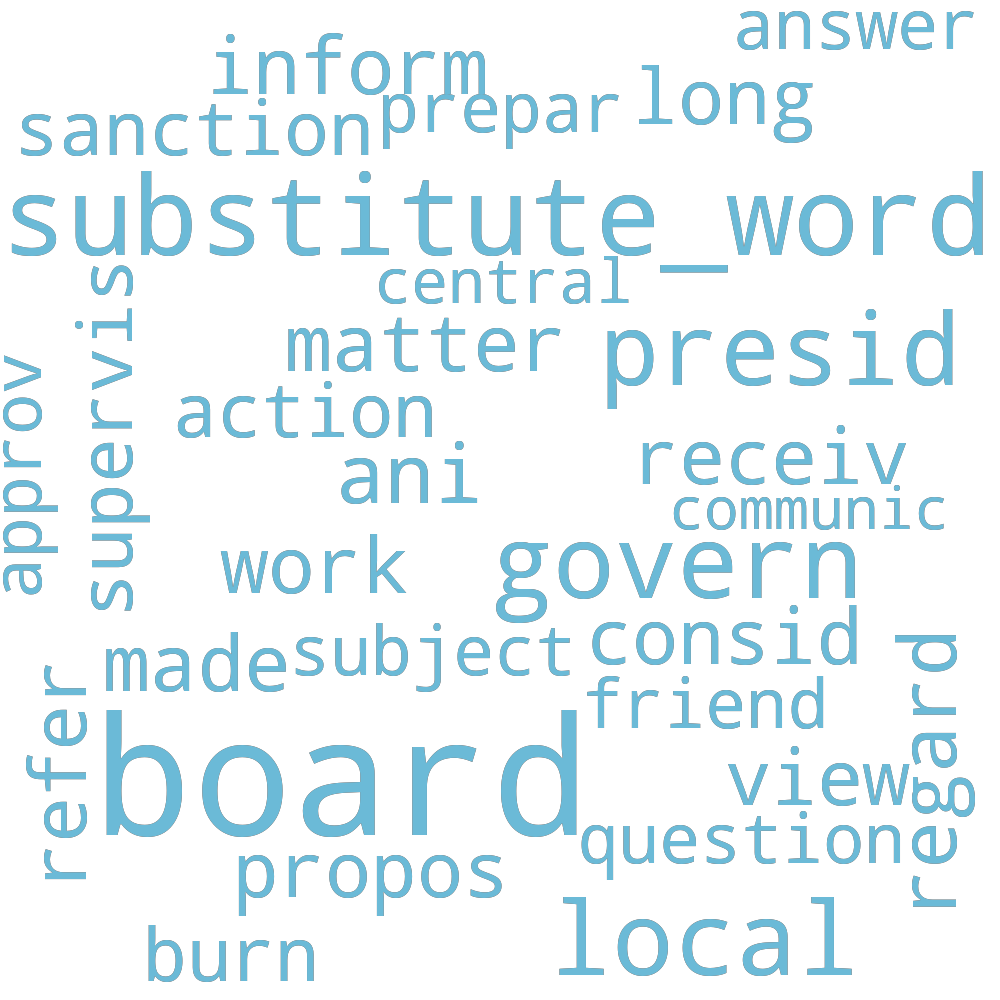 answer
inform
prepar
long
sanction
substitute_word
central
supervis
matter
presid
approv
action
receiv
ani
communic
work
govern
consid
made
subject
friend
regard
refer
board
view
question
propos
local
burn